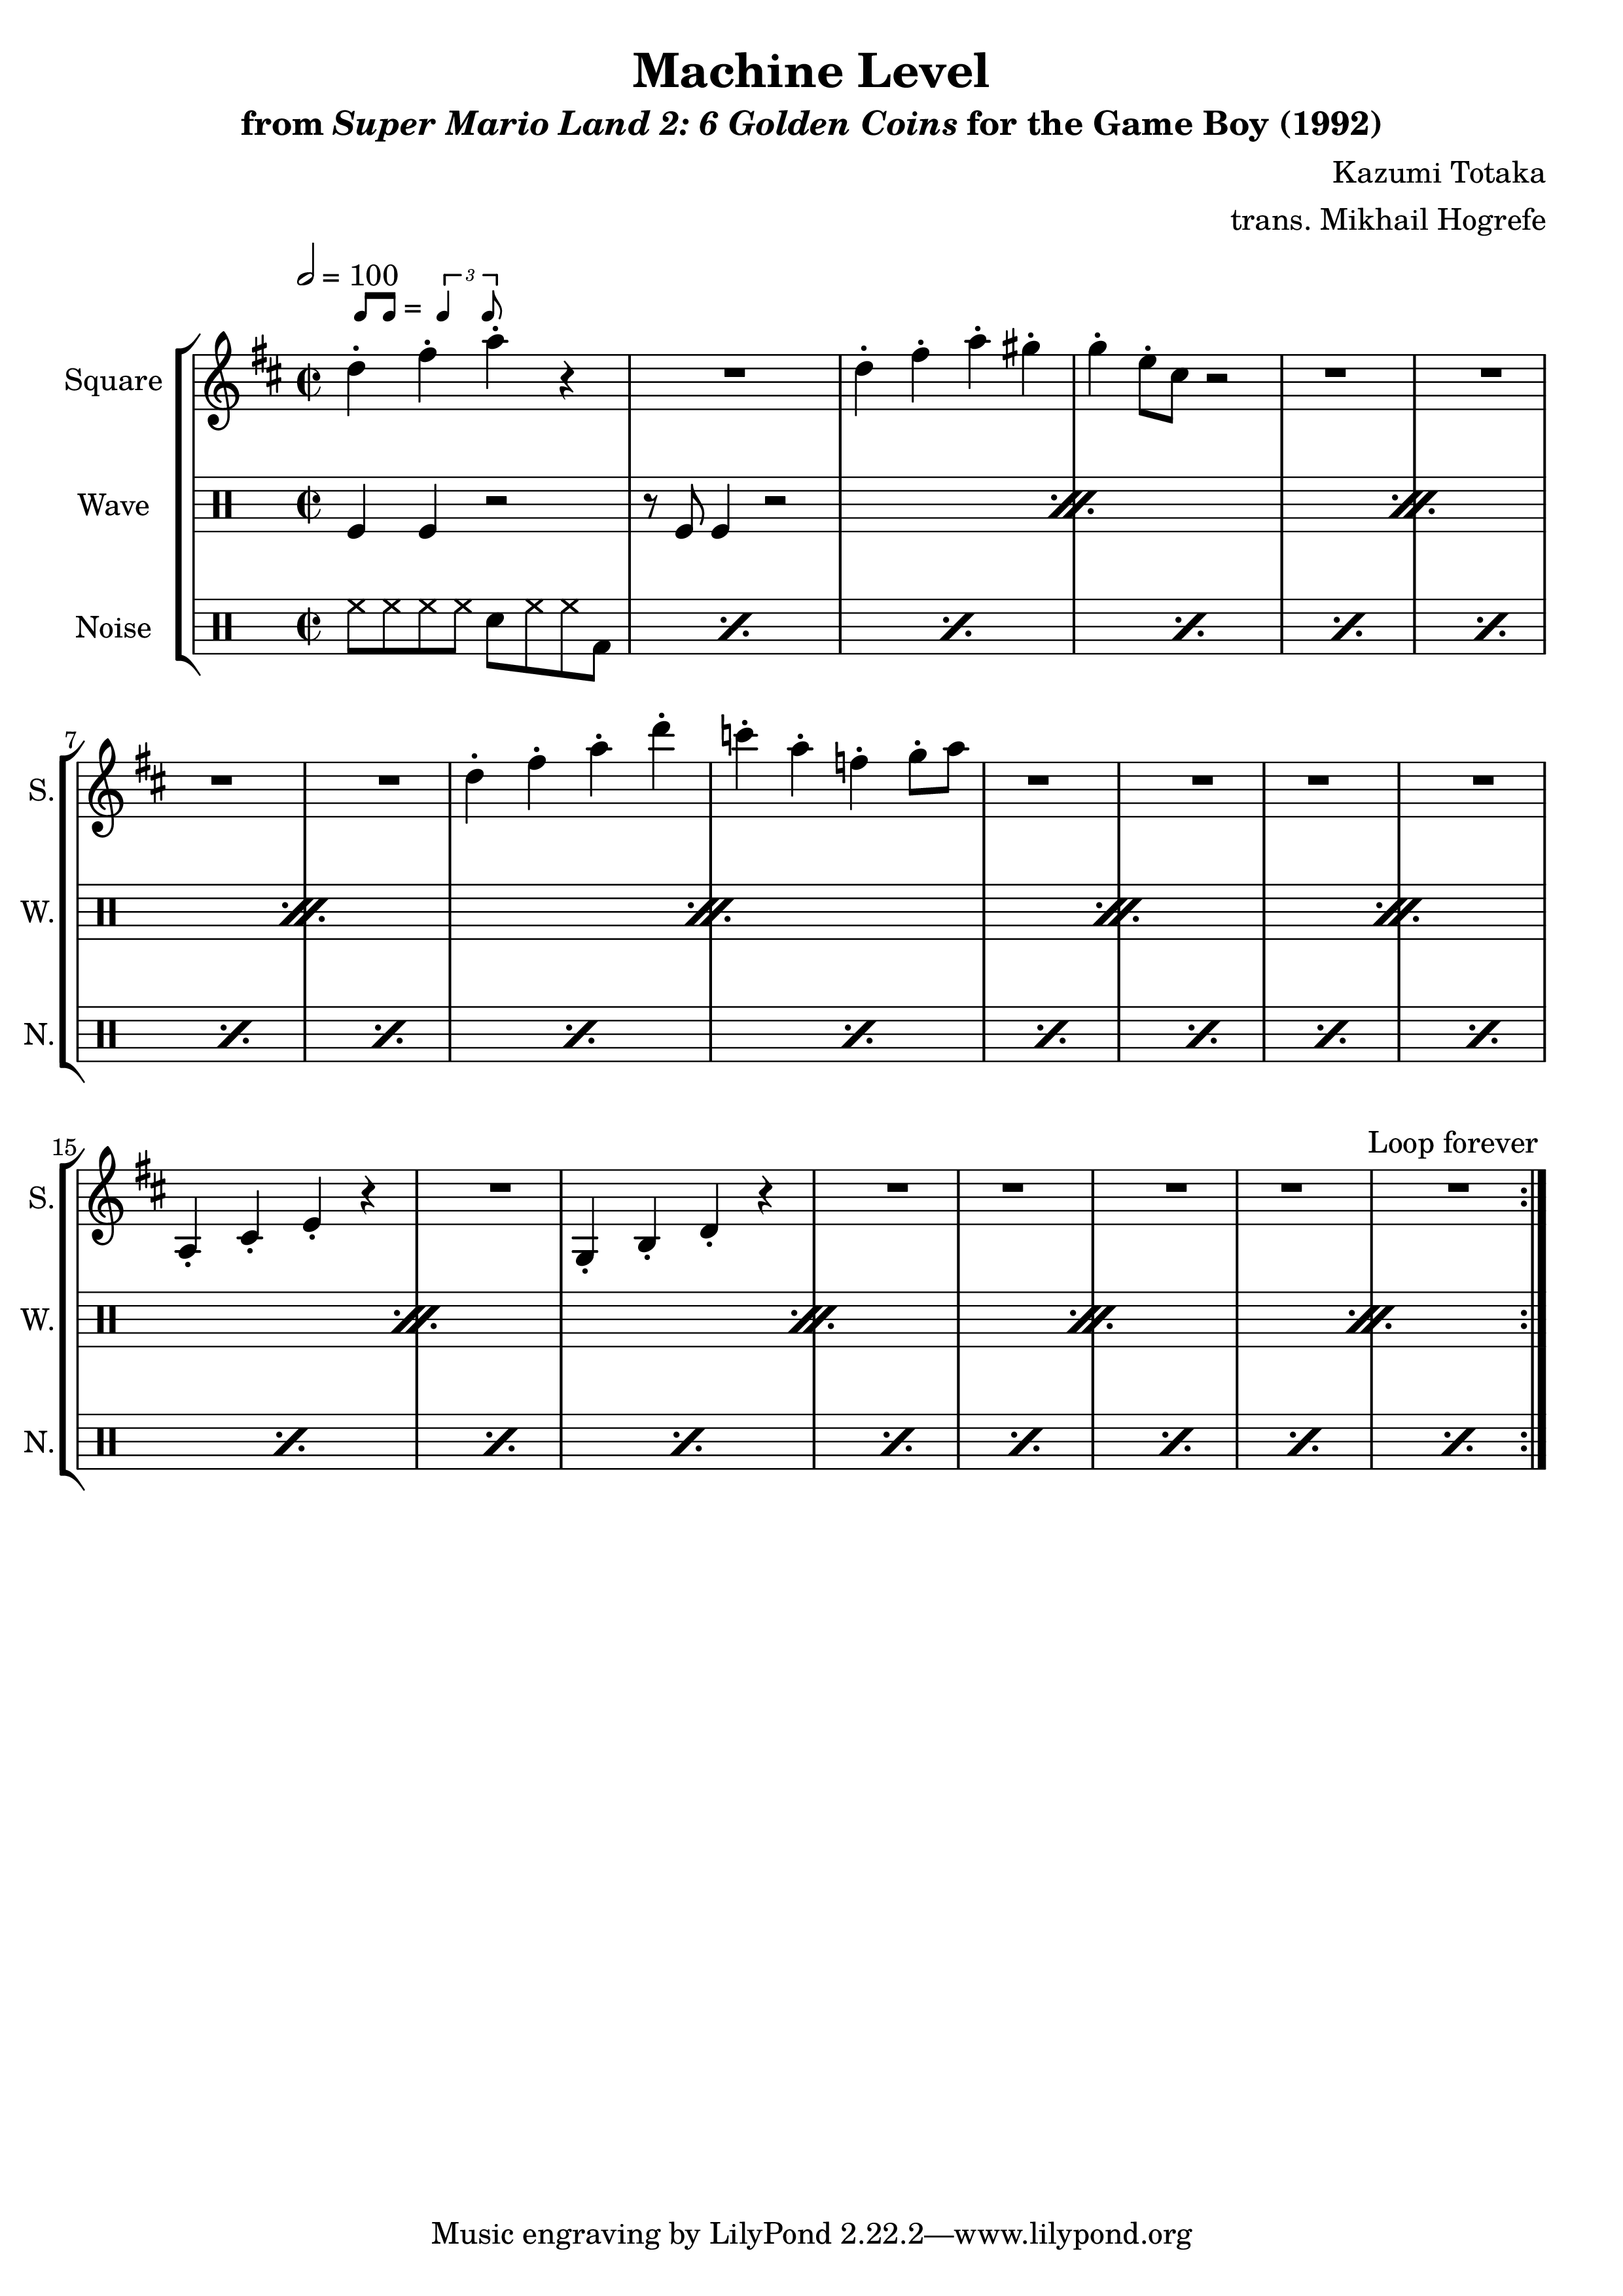 Machine Level
from Super Mario Land 2: 6 Golden Coins for the Game Boy (1992)
Kazumi Totaka
trans. Mikhail Hogrefe
= 100
= 3
Square
Wave
Noise
7
S.
W.
N.
15
Loop forever
S.
W.
N.
Music engraving by LilyPond 2.22.2—www.lilypond.org